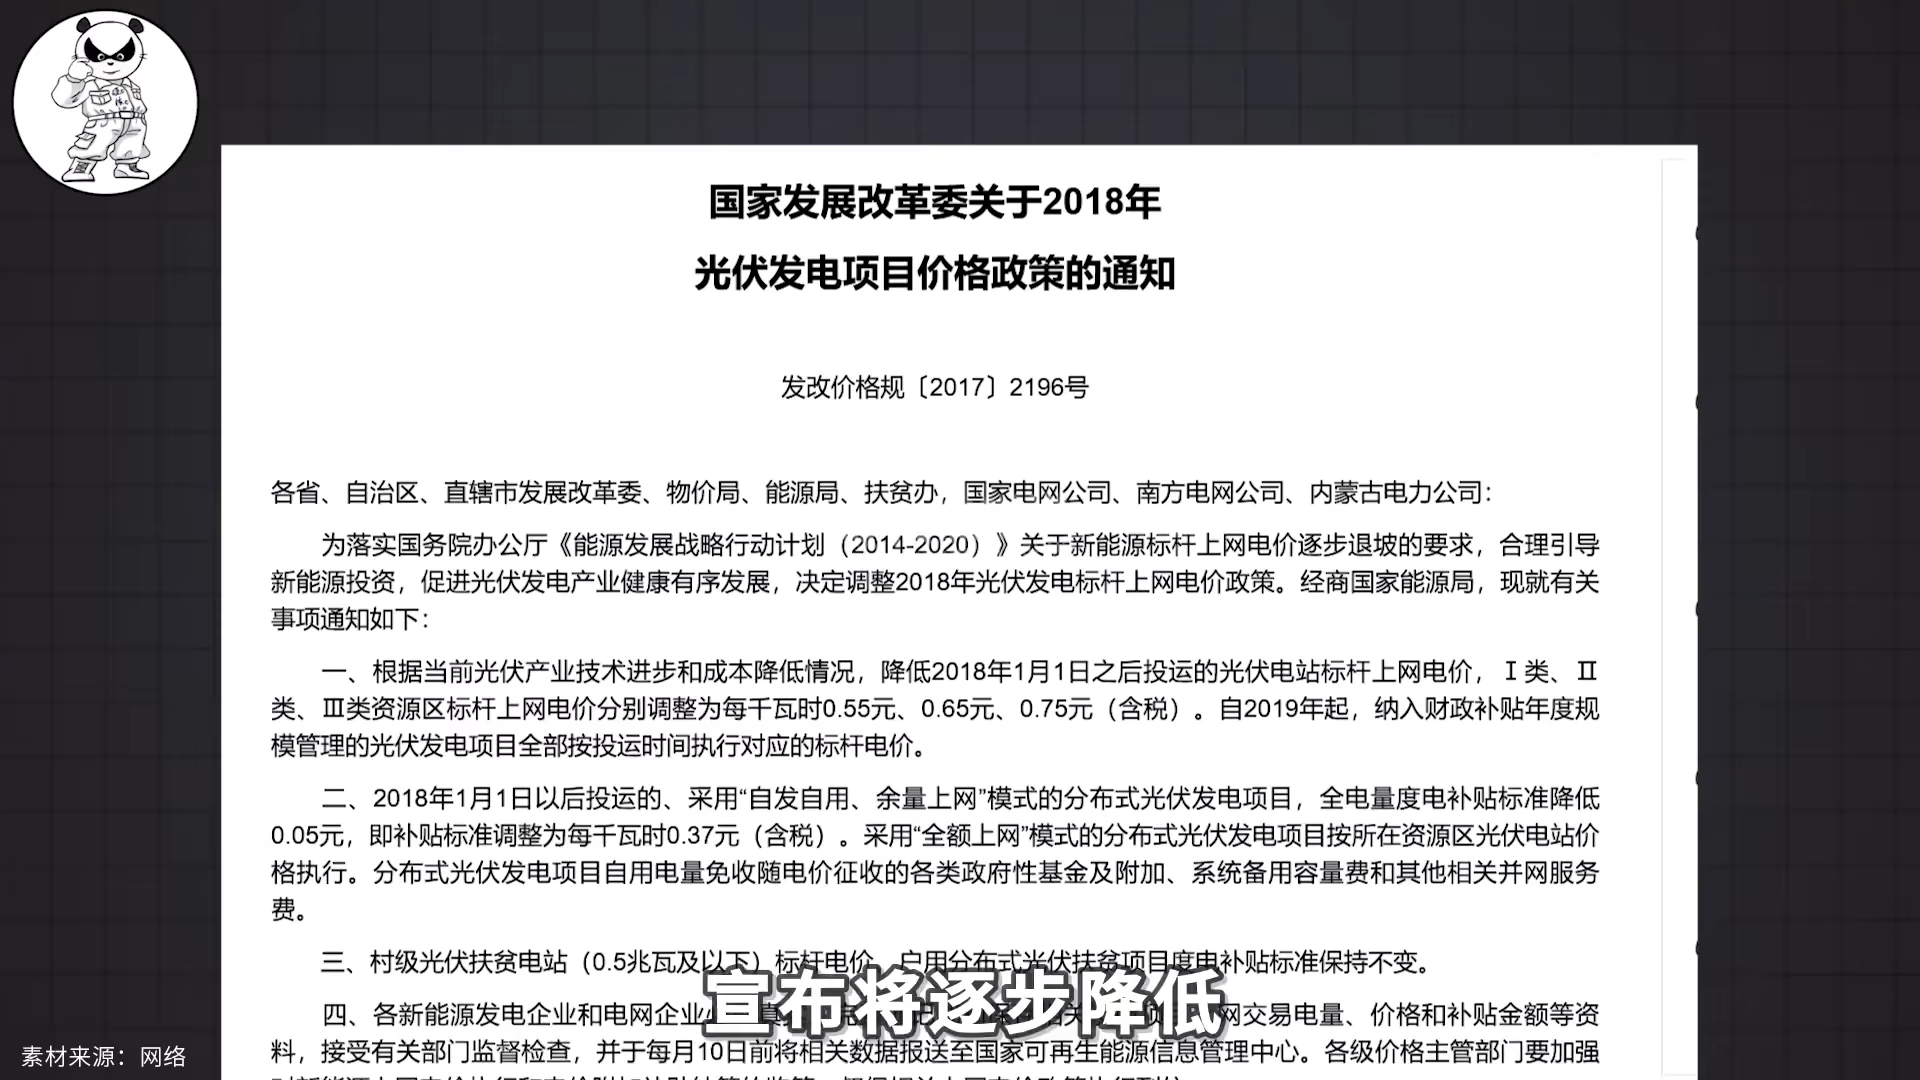 国家发展改革委关于2018年
光伏发电项目价格政策的通知
发改价格规〔2017〕2196号
各省、自治区、直辖市发展改革委、物价局、能源局、扶贫办，国家电网公司、南方电网公司、内蒙古电力公司：
为落实国务院办公厅《能源发展战略行动计划（2014-2020）》关于新能源标杆上网电价逐步退坡的要求，合理引导
新能源投资，促进光伏发电产业健康有序发展，决定调整2018年光伏发电标杆上网电价政策。经商国家能源局，现就有关
事项通知如下：
一、根据当前光伏产业技术进步和成本降低情况，降低2018年1月1日之后投运的光伏电站标杆上网电价，Ⅰ类、Ⅱ
类、Ⅲ类资源区标杆上网电价分别调整为每千瓦时0.55元、0.65元、0.75元（含税）。自2019年起，纳入财政补贴年度规
模管理的光伏发电项目全部按投运时间执行对应的标杆电价。
二、2018年1月1日以后投运的、采用“自发自用、余量上网”模式的分布式光伏发电项目，全电量度电补贴标准降低
0.05元，即补贴标准调整为每千瓦时0.37元（含税）。采用“全额上网”模式的分布式光伏发电项目按所在资源区光伏电站价
格执行。分布式光伏发电项目自用电量免收随电价征收的各类政府性基金及附加、系统备用容量费和其他相关并网服务
费。
三、村级光伏扶贫电站（0.5兆瓦及以下）标杆电价、户用分布式光伏扶贫项目度电补贴标准保持不变。
宣布将逐步降低
四、各新能源发电企业和电网企业 网交易电量、价格和补贴金额等资
料，接受有关部门监督检查，并于每月10日前将相关数据报送至国家可再生能源信息管理中心。各级价格主管部门要加强
素材来源：网络